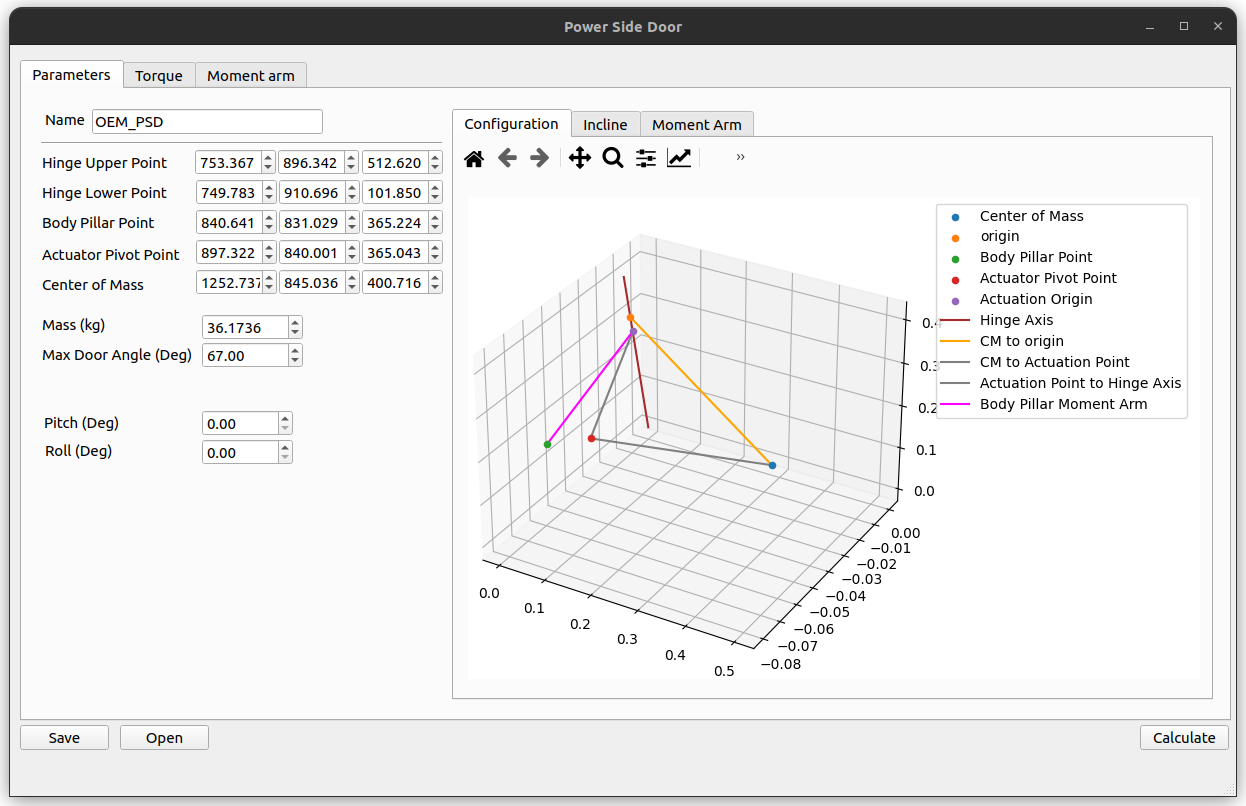 Power Side Door
Parameters Torque Moment arm
Name OEM_PSD
Hinge Upper Point 753.367 896.342 512.620
Hinge Lower Point 749.783 910.696 101.850
Body Pillar Point 840.641 831.029 365.224
Actuator Pivot Point 897.322 840.001 365.043
Center of Mass 1252.737 845.036 400.716
Mass (kg) 36.1736
Max Door Angle (Deg) 67.00
Pitch (Deg) 0.00
Roll (Deg) 0.00
Configuration Incline Moment Arm
»
Center of Mass
origin
Body Pillar Point
Actuator Pivot Point
Actuation Origin
Hinge Axis
CM to origin
CM to Actuation Point
Actuation Point to Hinge Axis
Body Pillar Moment Arm
0.4
0.3
0.2
0.1
0.0
0.00
−0.01
−0.02
−0.03
−0.04
−0.05
−0.06
−0.07
−0.08
0.0
0.1
0.2
0.3
0.4
0.5
Save Open Calculate